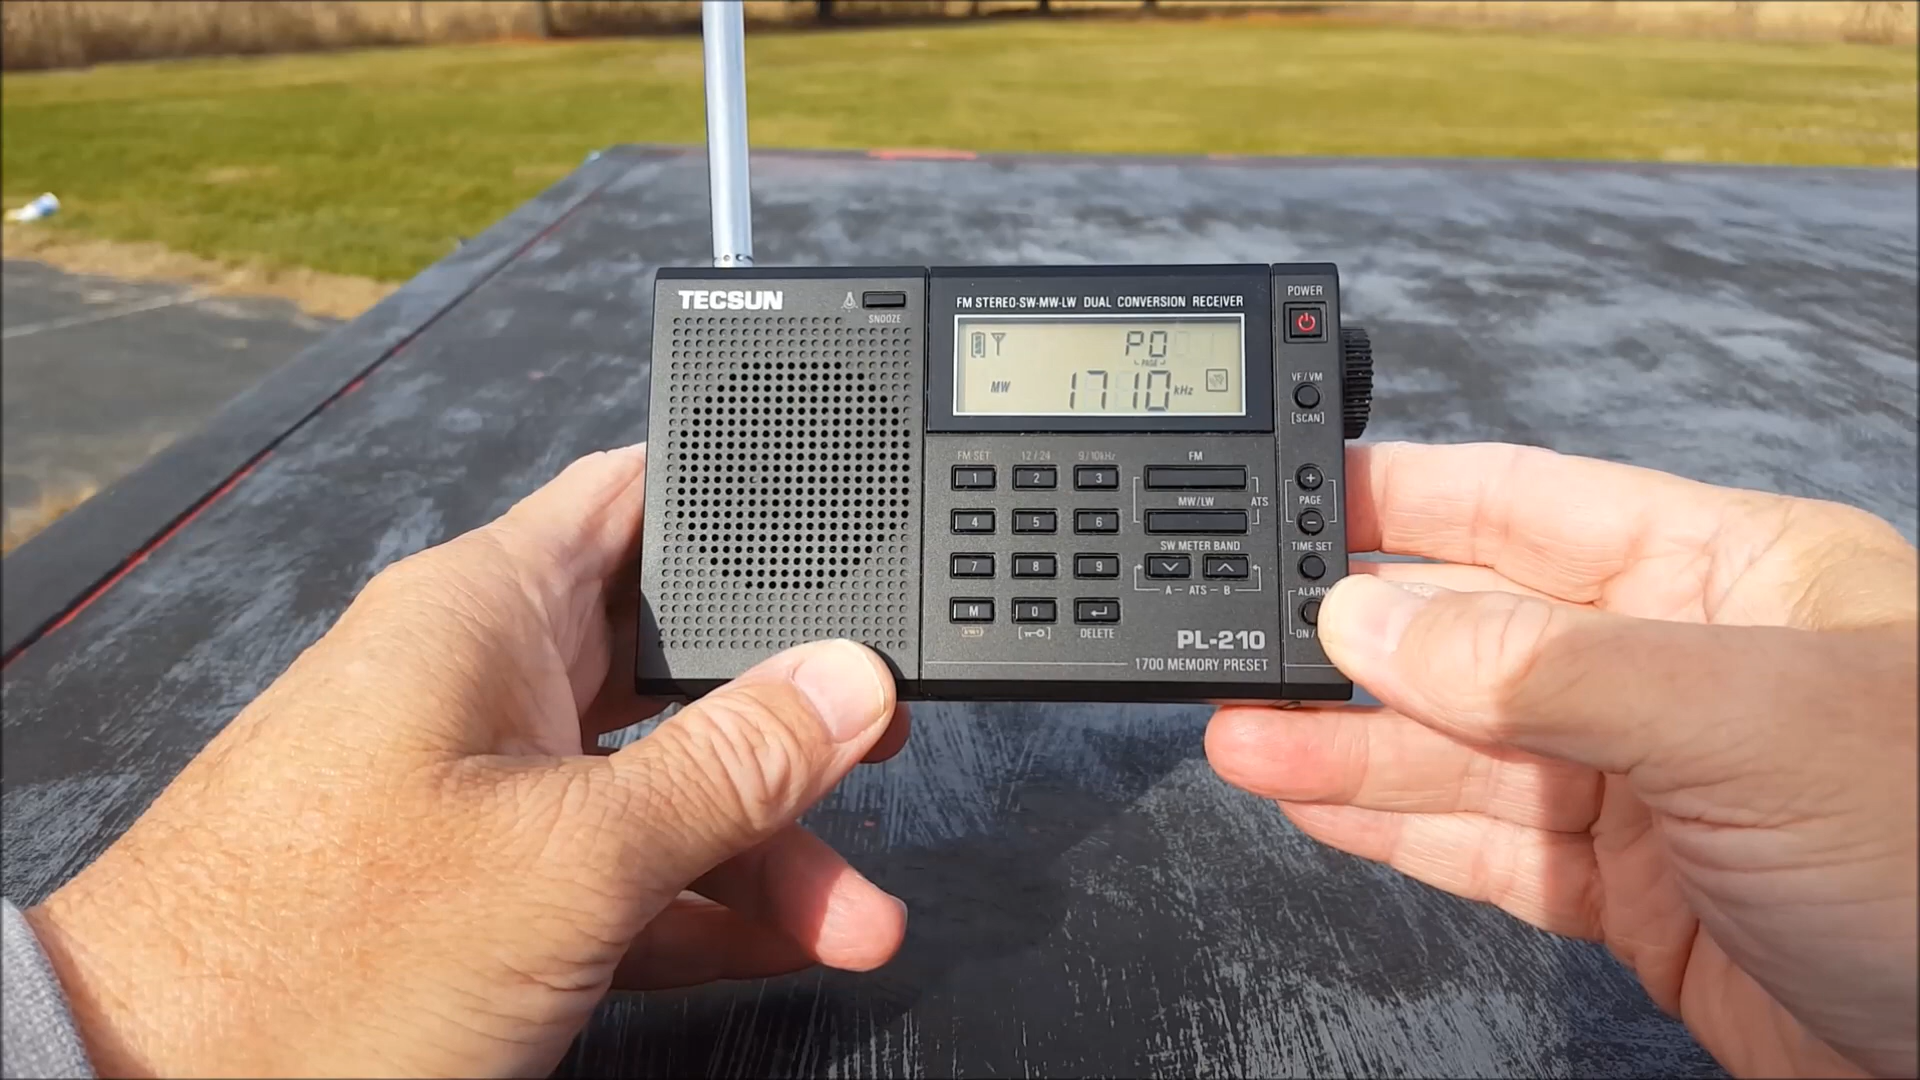 TECSUN
SNOOZE
FM STEREO-SW-MW-LW DUAL CONVERSION RECEIVER
P0
PAGE
MW 1710 kHz
POWER
VF/VM
[SCAN]
FM SET 12/24 9/10kHz
1 2 3
4 5 6
7 8 9
M 0
DELETE
FM
MW/LW
ATS
SW METER BAND
A - ATS - B
+
PAGE
−
TIME SET
ALARM
ON/
PL-210
1700 MEMORY PRESET